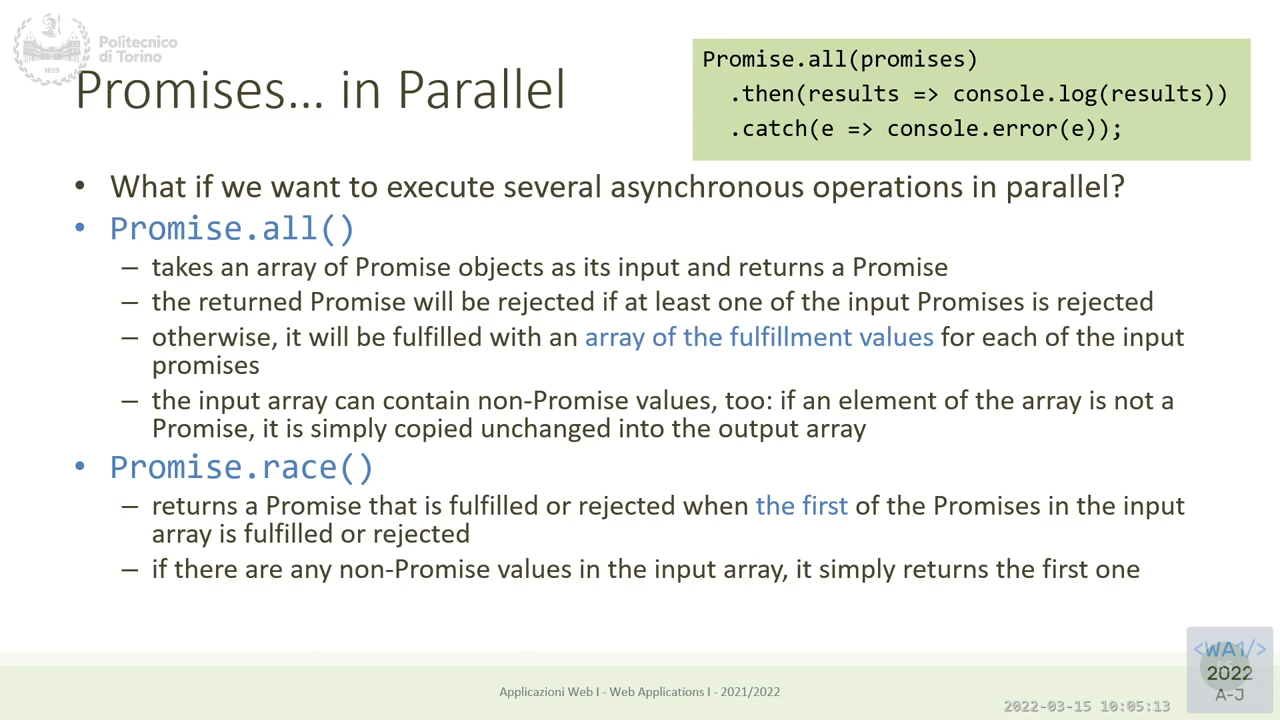 Politecnico
di Torino
1859
Promises... in Parallel
Promise.all(promises)
.then(results => console.log(results))
.catch(e => console.error(e));
• What if we want to execute several asynchronous operations in parallel?
• Promise.all()
– takes an array of Promise objects as its input and returns a Promise
– the returned Promise will be rejected if at least one of the input Promises is rejected
– otherwise, it will be fulfilled with an array of the fulfillment values for each of the input
promises
– the input array can contain non-Promise values, too: if an element of the array is not a
Promise, it is simply copied unchanged into the output array
• Promise.race()
– returns a Promise that is fulfilled or rejected when the first of the Promises in the input
array is fulfilled or rejected
– if there are any non-Promise values in the input array, it simply returns the first one
Applicazioni Web I - Web Applications I - 2021/2022
<WA1/>
2022
A-J
2022-03-15 10:05:13